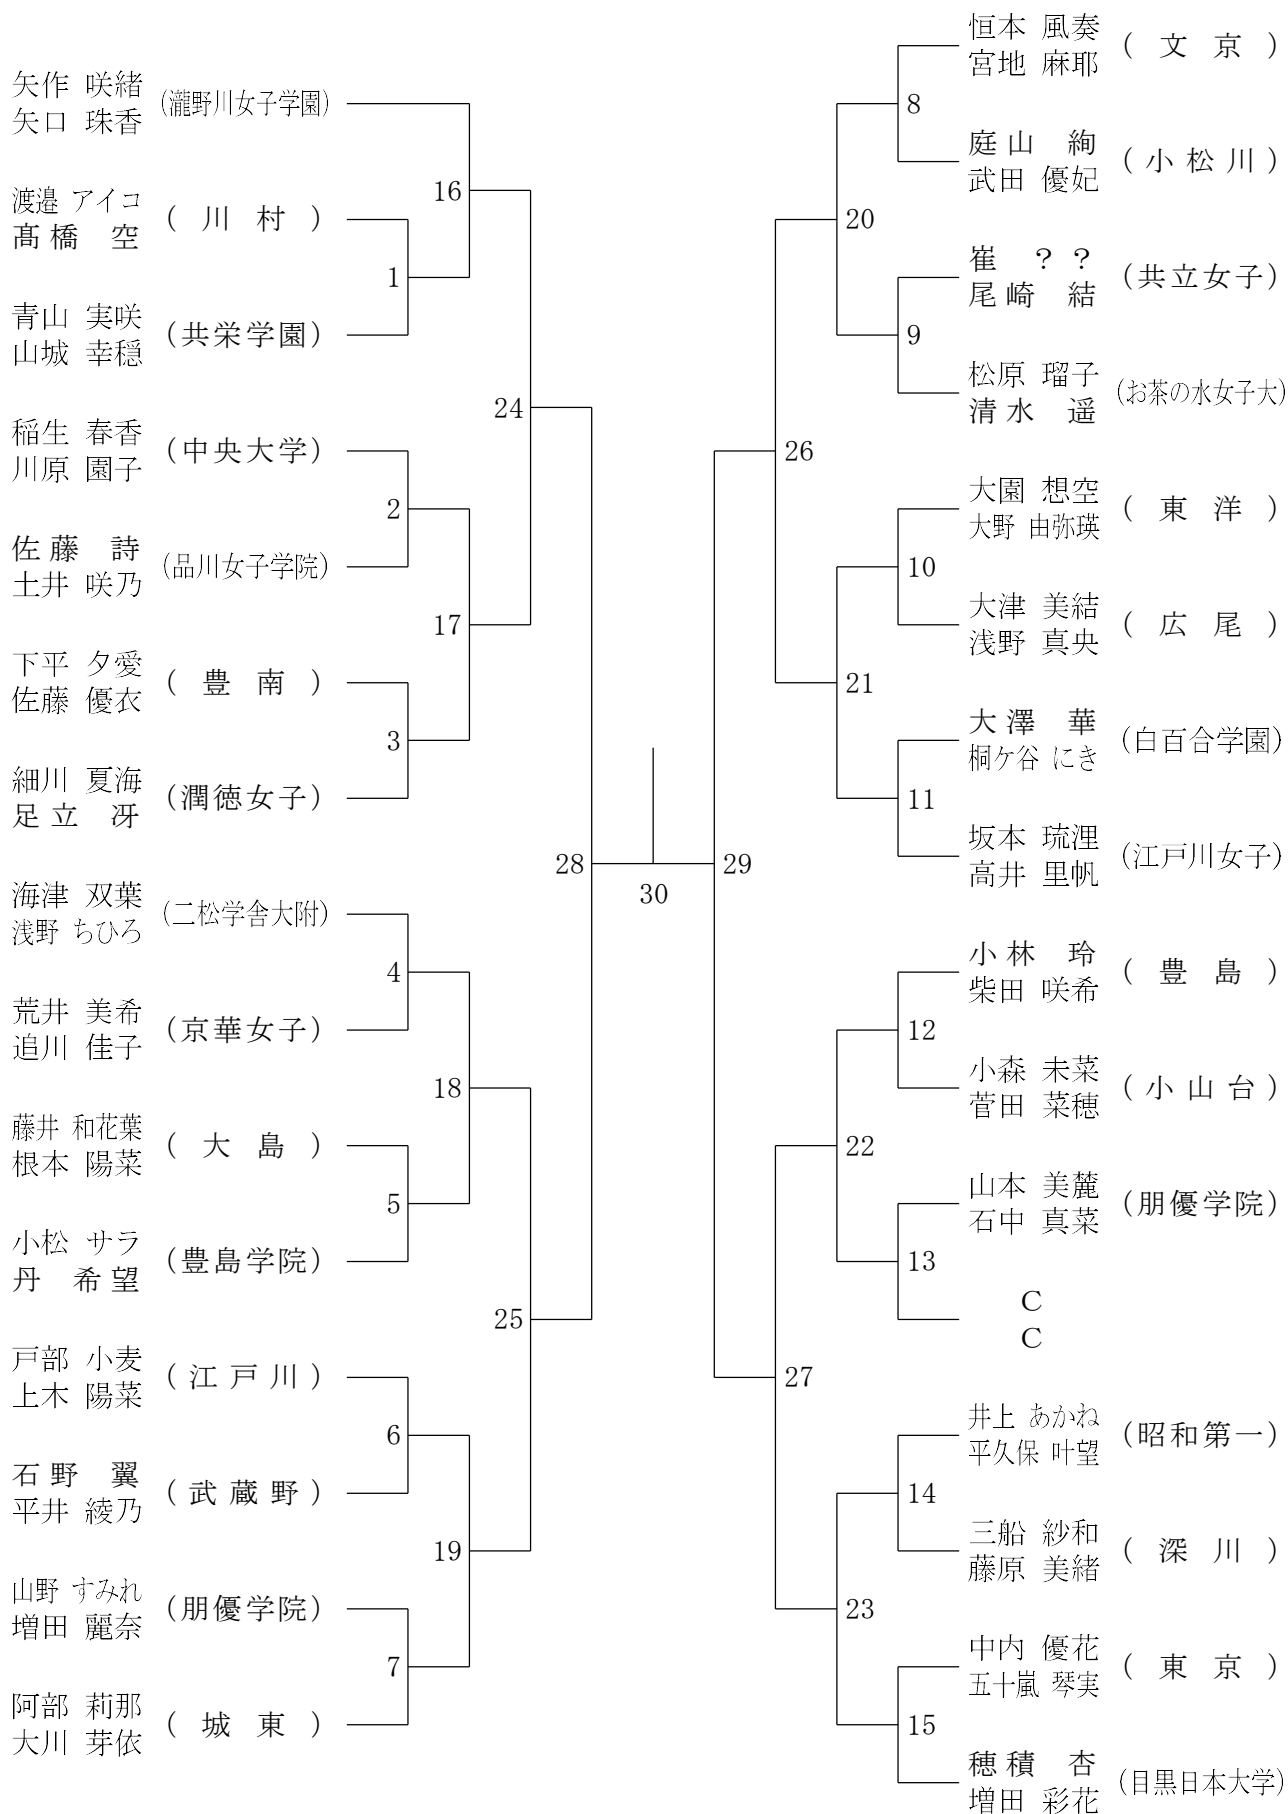 矢作 咲緒
矢口 珠香
(瀧野川女子学園)
16
渡邉 アイコ
髙橋 空
(川村)
1
青山 実咲
山城 幸穏
(共栄学園)
24
稲生 春香
川原 園子
(中央大学)
2
佐藤 詩
土井 咲乃
(品川女子学院)
17
下平 夕愛
佐藤 優衣
(豊南)
3
細川 夏海
足立 冴
(潤徳女子)
28
海津 双葉
浅野 ちひろ
(二松学舎大附)
4
荒井 美希
迫川 佳子
(京華女子)
18
藤井 和花葉
根本 陽菜
(大島)
5
小松 サラ
丹 希望
(豊島学院)
25
戸部 小麦
上木 陽菜
(江戸川)
6
石野 翼
平井 綾乃
(武蔵野)
19
山野 すみれ
増田 麗奈
(朋優学院)
7
阿部 莉那
大川 芽依
(城東)
30
恒本 風奏
宮地 麻耶
(文京)
8
庭山 絢
武田 優妃
(小松川)
20
崔 ??
尾崎 結
(共立女子)
9
松原 瑠子
清水 遥
(お茶の水女子大)
26
大園 想空
大野 由弥瑛
(東洋)
10
大津 美結
浅野 真央
(広尾)
21
大澤 華
桐ケ谷 にき
(白百合学園)
11
坂本 琉浬
高井 里帆
(江戸川女子)
29
小林 玲
柴田 咲希
(豊島)
12
小森 未菜
菅田 菜穂
(小山台)
22
山本 美麓
石中 真菜
(朋優学院)
13
C
C
27
井上 あかね
平久保 叶望
(昭和第一)
14
三船 紗和
藤原 美緒
(深川)
23
中内 優花
五十嵐 琴実
(東京)
15
穂積 杏
増田 彩花
(目黒日本大学)